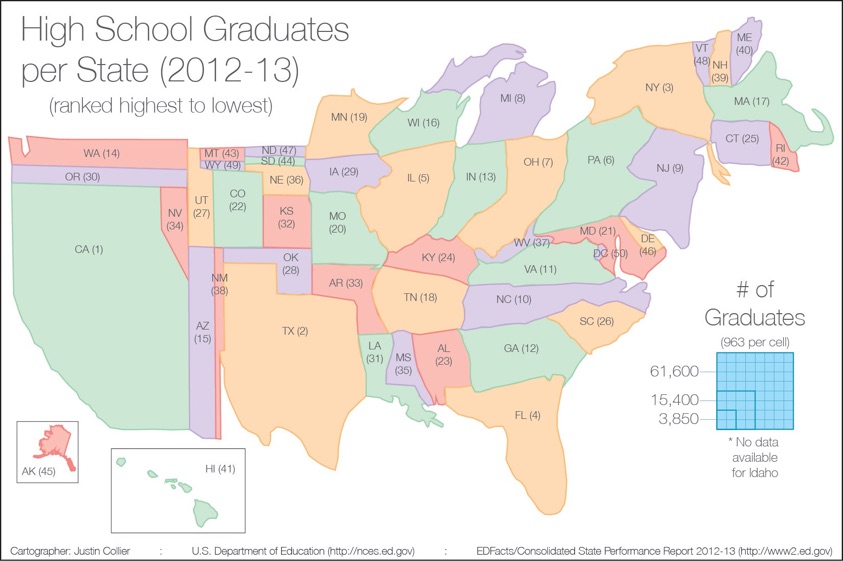 High School Graduates
per State (2012-13)
(ranked highest to lowest)
ME
(40)
VT
(48)
NH
(39)
NY (3)
MI (8)
MA (17)
MN (19)
WI (16)
CT (25)
RI
(42)
WA (14)
MT (43)
ND (47)
SD (44)
WY (49)
OR (30)
IA (29)
NE (36)
IL (5)
IN (13)
OH (7)
PA (6)
NJ (9)
UT
(27)
CO
(22)
KS
(32)
MO
(20)
NV
(34)
CA (1)
MD (21)
DE
(46)
WV (37)
DC (50)
KY (24)
VA (11)
OK
(28)
NM
(38)
AR (33)
TN (18)
NC (10)
AZ
(15)
TX (2)
SC (26)
LA
(31)
MS
(35)
AL
(23)
GA (12)
FL (4)
AK (45)
HI (41)
# of
Graduates
(963 per cell)
61,600
15,400
3,850
* No data
available
for Idaho
Cartographer: Justin Collier : U.S. Department of Education (http://nces.ed.gov) : EDFacts/Consolidated State Performance Report 2012-13 (http://www2.ed.gov)